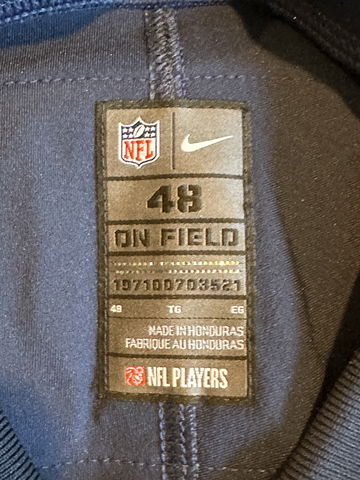 NFL
48
ON FIELD
197100703521
48 TG EG
MADE IN HONDURAS
FABRIQUE AU HONDURAS
NFL PLAYERS